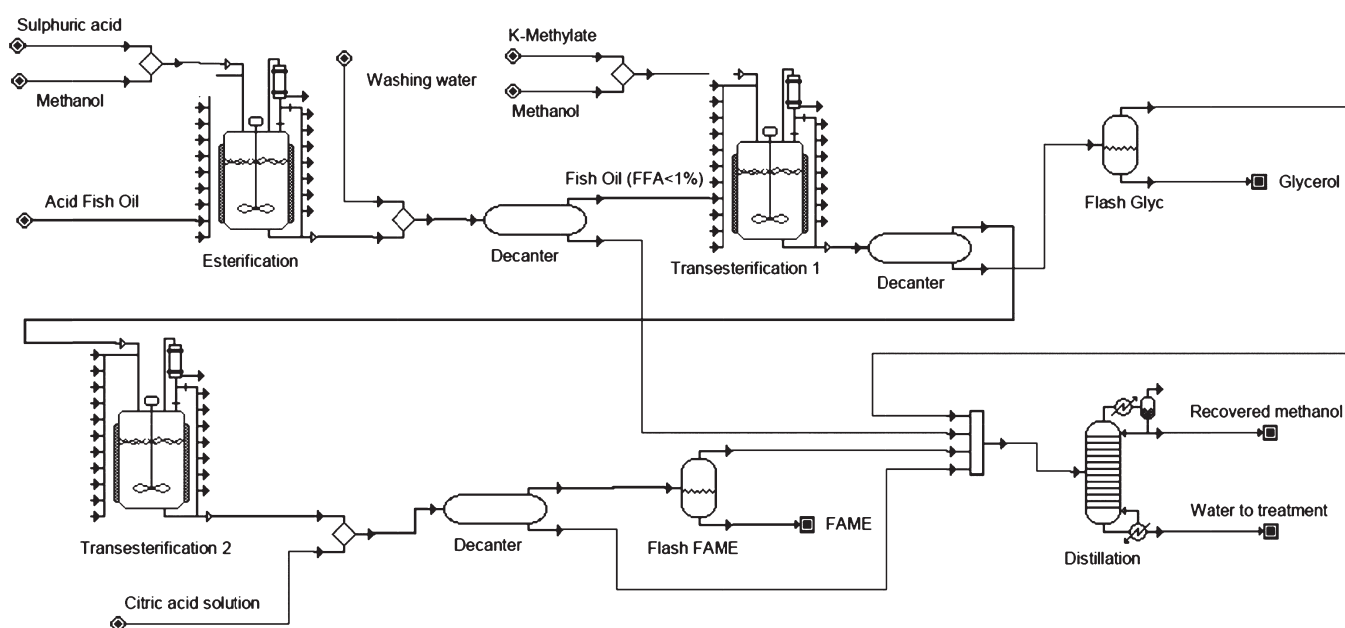 Sulphuric acid
Methanol
Acid Fish Oil
Esterification
Washing water
Decanter
K-Methylate
Methanol
Fish Oil (FFA<1%)
Transesterification 1
Decanter
Flash Glyc
Glycerol
Transesterification 2
Citric acid solution
Decanter
Flash FAME
FAME
Distillation
Recovered methanol
Water to treatment